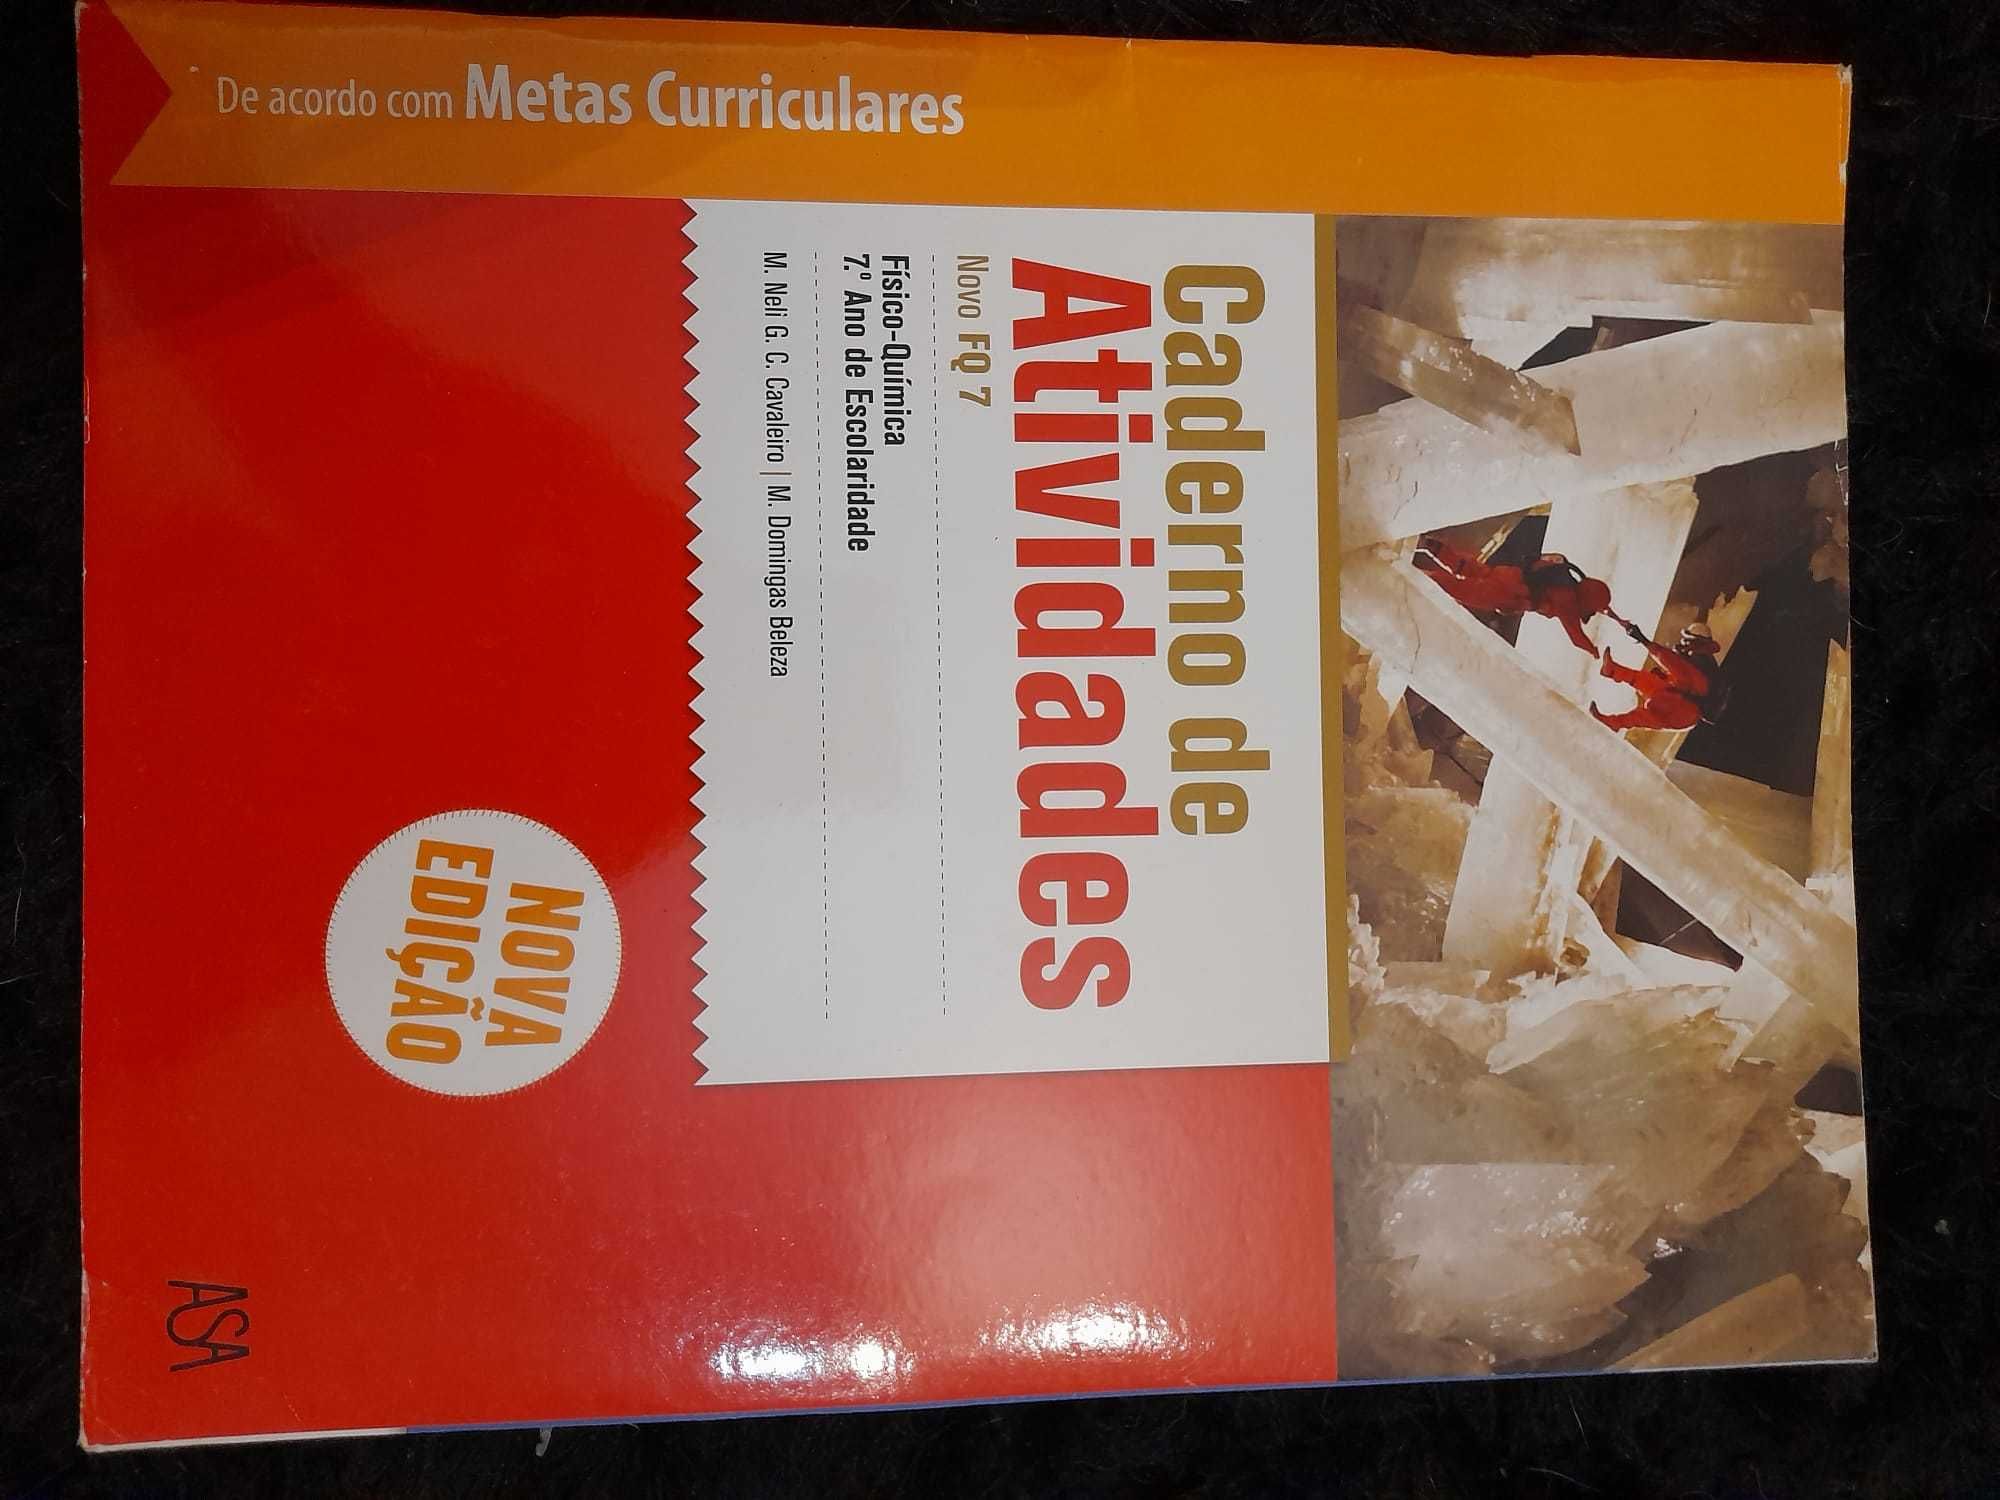 De acordo com Metas Curriculares
Caderno de
Atividades
Novo FQ 7
Físico-Química
7.º Ano de Escolaridade
M. Neli G. C. Cavaleiro | M. Domingas Beleza
NOVA
EDIÇÃO
ASA